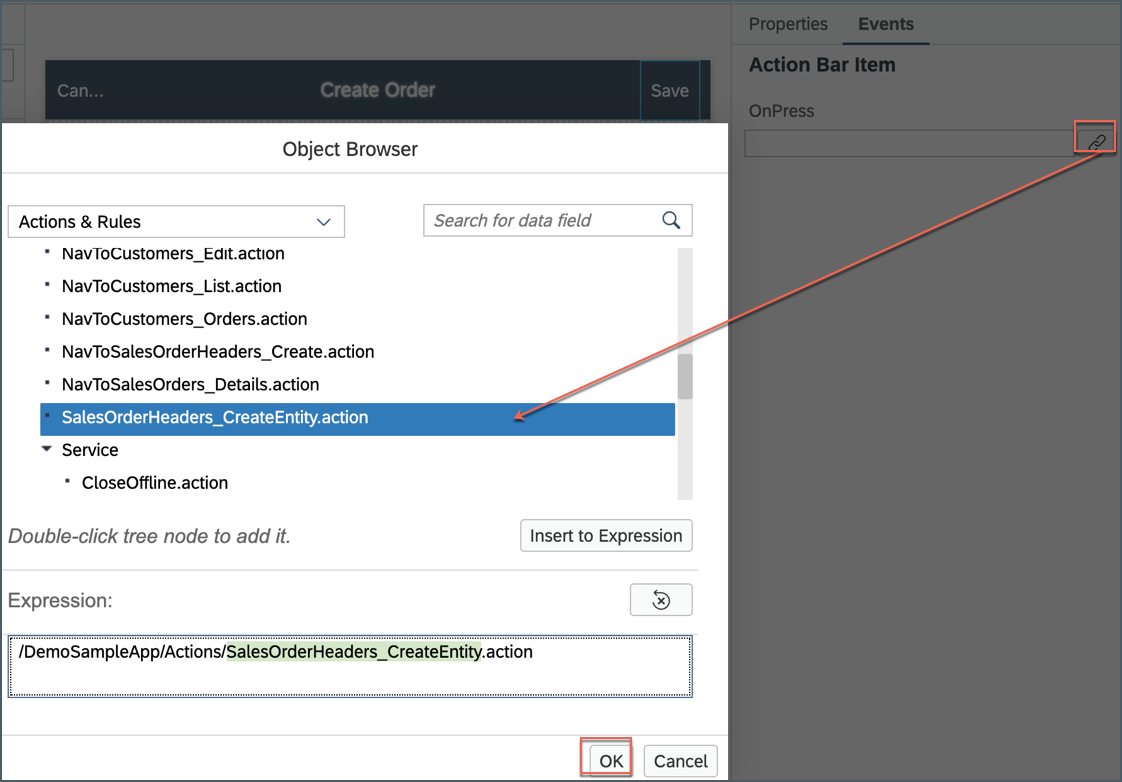 Properties Events
Action Bar Item
OnPress
Can... Create Order Save
Object Browser
Actions & Rules
Search for data field
NavToCustomers_Edit.action
NavToCustomers_List.action
NavToCustomers_Orders.action
NavToSalesOrderHeaders_Create.action
NavToSalesOrders_Details.action
SalesOrderHeaders_CreateEntity.action
Service
CloseOffline.action
Double-click tree node to add it.
Insert to Expression
Expression:
/DemoSampleApp/Actions/SalesOrderHeaders_CreateEntity.action
OK Cancel